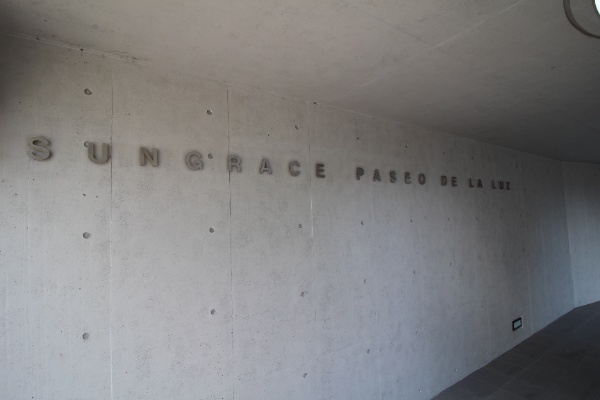 SUNGRACE PASEO DE LA LUZ